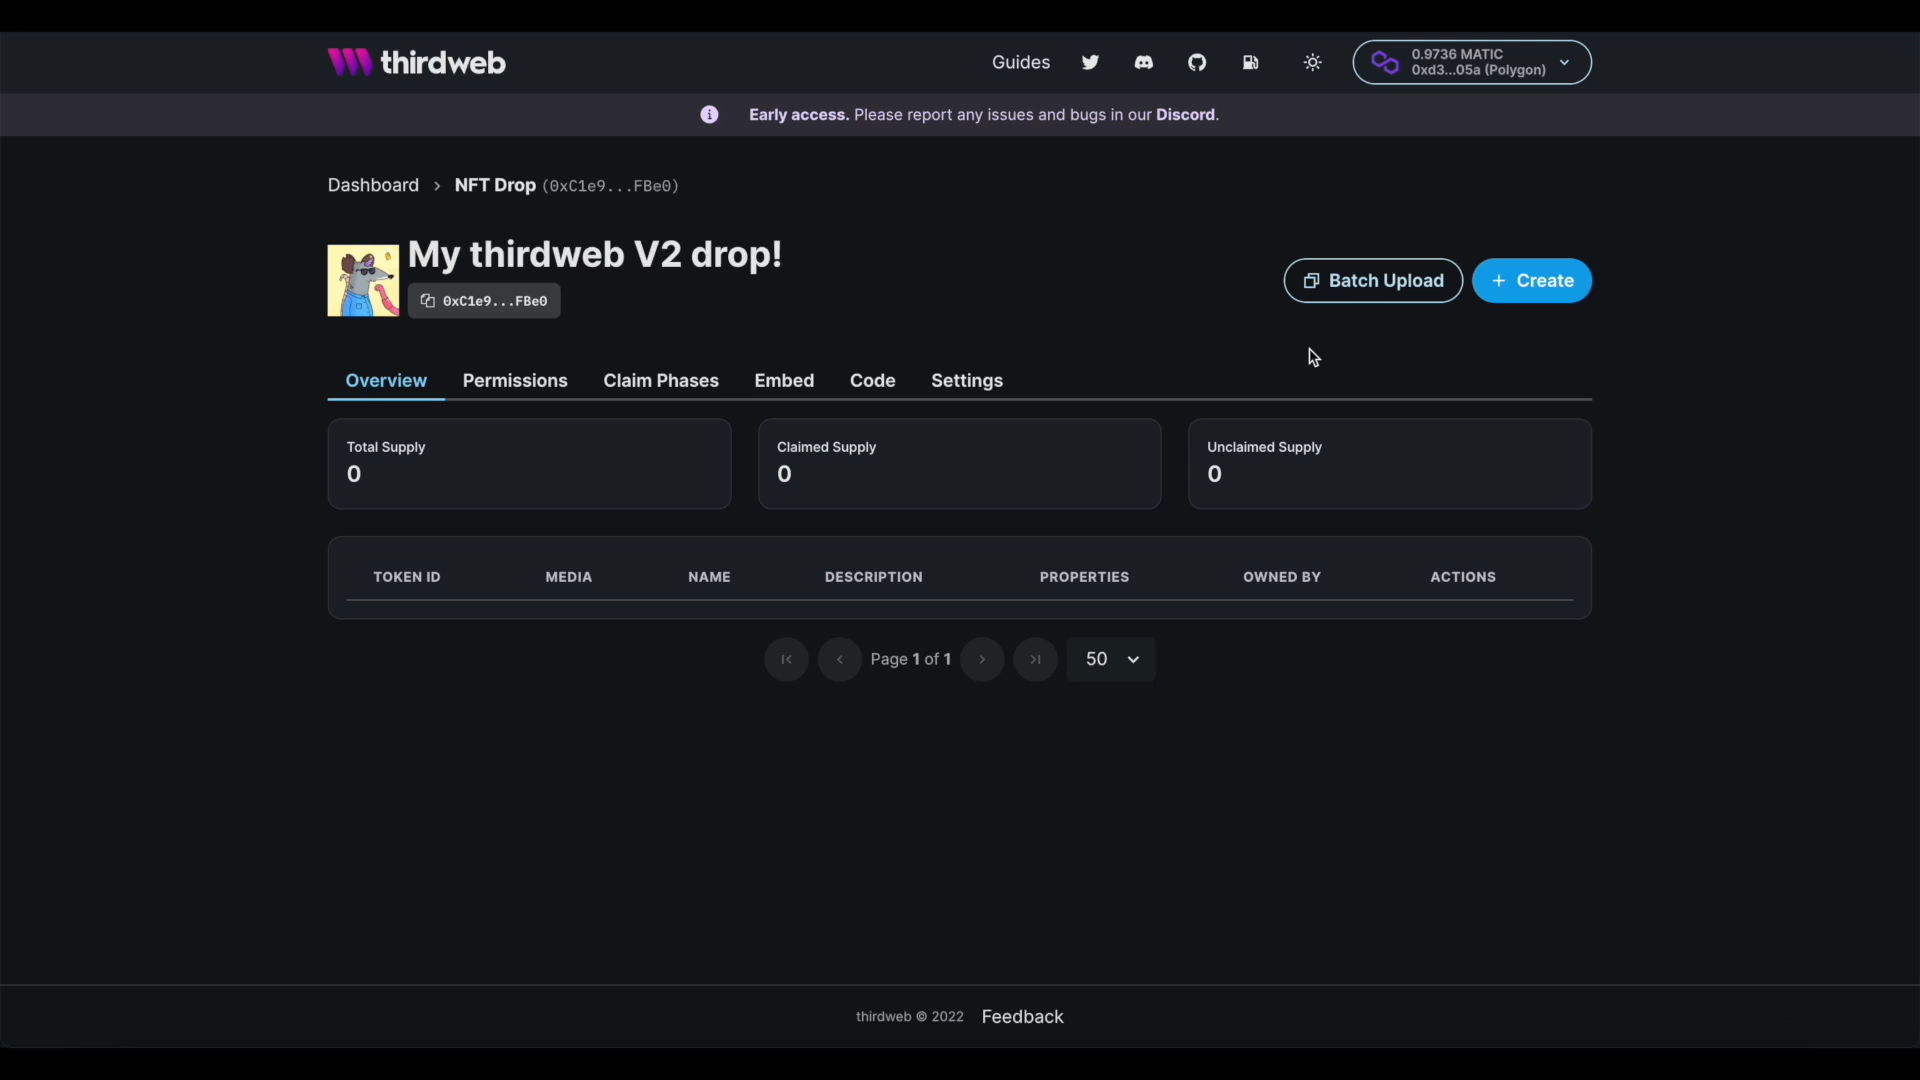 thirdweb
Guides
0.9736 MATIC
0xd3...05a (Polygon)
Early access. Please report any issues and bugs in our Discord.
Dashboard > NFT Drop (0xC1e9...FBe0)
My thirdweb V2 drop!
0xC1e9...FBe0
Batch Upload
+ Create
Overview Permissions Claim Phases Embed Code Settings
Total Supply
0
Claimed Supply
0
Unclaimed Supply
0
TOKEN ID MEDIA NAME DESCRIPTION PROPERTIES OWNED BY ACTIONS
Page 1 of 1
50
thirdweb © 2022 Feedback